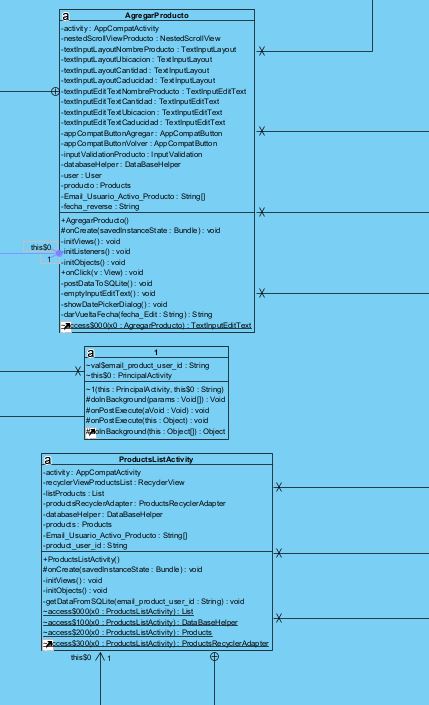 a
AgregarProducto
-activity : AppCompatActivity
-nestedScrollViewProducto : NestedScrollView
-textInputLayoutNombreProducto : TextInputLayout
-textInputLayoutUbicacion : TextInputLayout
-textInputLayoutCantidad : TextInputLayout
-textInputLayoutCaducidad : TextInputLayout
-textInputEditTextNombreProducto : TextInputEditText
-textInputEditTextCantidad : TextInputEditText
-textInputEditTextUbicacion : TextInputEditText
-textInputEditTextCaducidad : TextInputEditText
-appCompatButtonAgregar : AppCompatButton
-appCompatButtonVolver : AppCompatButton
-inputValidationProducto : InputValidation
-databaseHelper : DataBaseHelper
-user : User
-producto : Products
-Email_Usuario_Activo_Producto : String[]
-fecha_reverse : String
+AgregarProducto()
#onCreate(savedInstanceState : Bundle) : void
-initViews() : void
this$0
-initListeners() : void
1
-initObjects() : void
+onClick(v : View) : void
-postDataToSQLite() : void
-emptyInputEditText() : void
-showDatePickerDialog() : void
-darVueltaFecha(fecha_Edit : String) : String
access$000(x0 : AgregarProducto) : TextInputEditText
a
1
~val$email_product_user_id : String
~this$0 : PrincipalActivity
~1(this : PrincipalActivity, this$0 : String)
#doInBackground(params : Void[]) : Void
#onPostExecute(aVoid : Void) : void
#onPostExecute(this : Object) : void
#doInBackground(this : Object[]) : Object
a
ProductsListActivity
-activity : AppCompatActivity
-recyclerViewProductsList : RecyclerView
-listProducts : List
-productsRecyclerAdapter : ProductsRecyclerAdapter
-databaseHelper : DataBaseHelper
-products : Products
-Email_Usuario_Activo_Producto : String[]
-product_user_id : String
+ProductsListActivity()
#onCreate(savedInstanceState : Bundle) : void
-initViews() : void
-initObjects() : void
-getDataFromSQLite(email_product_user_id : String) : void
~access$000(x0 : ProductsListActivity) : List
~access$100(x0 : ProductsListActivity) : DataBaseHelper
~access$200(x0 : ProductsListActivity) : Products
~access$300(x0 : ProductsListActivity) : ProductsRecyclerAdapter
this$0 1